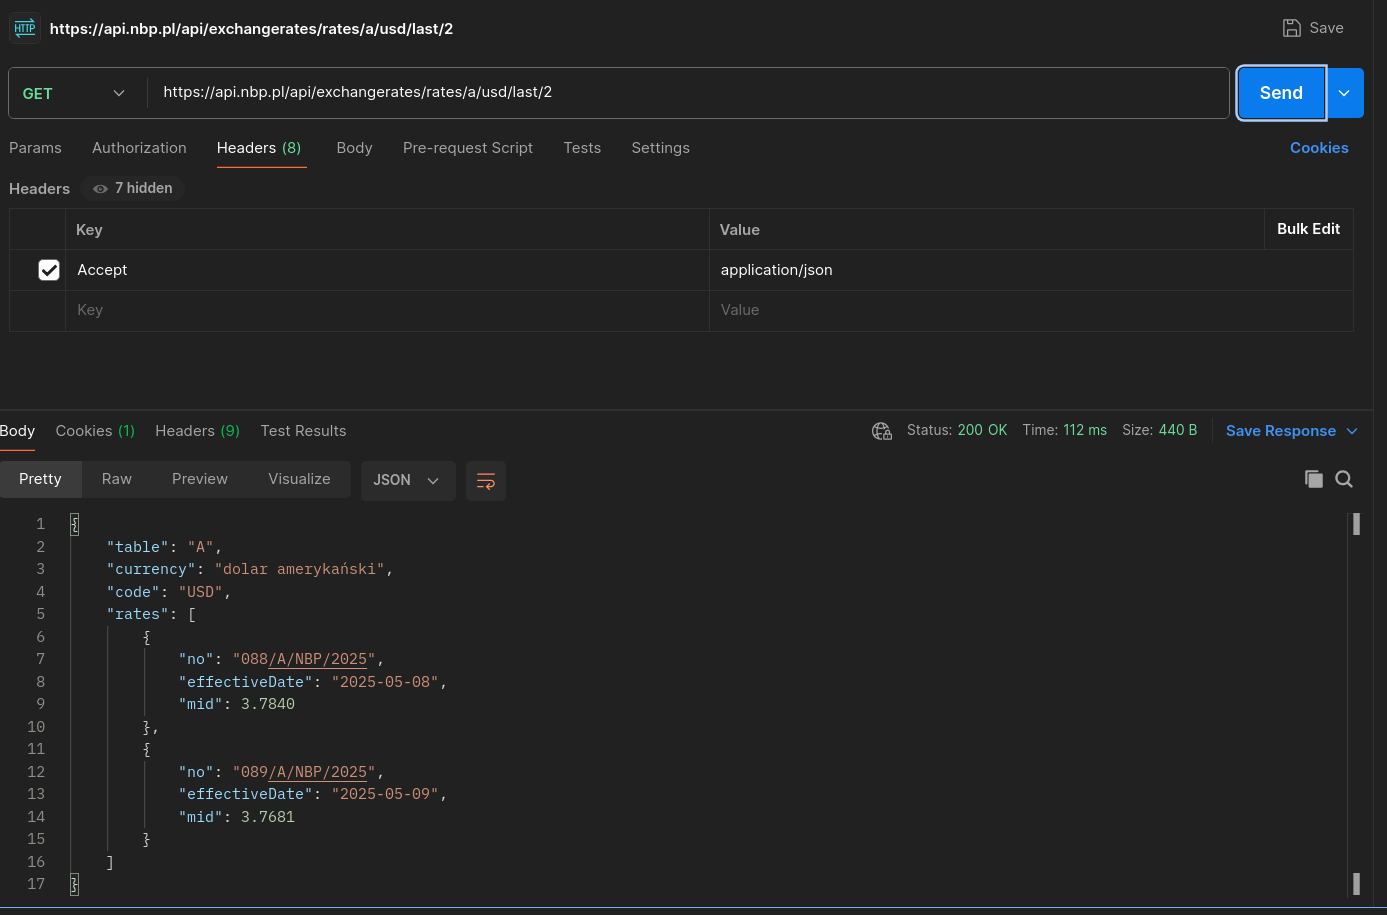 HTTP https://api.nbp.pl/api/exchangerates/rates/a/usd/last/2 Save
GET https://api.nbp.pl/api/exchangerates/rates/a/usd/last/2 Send
Params Authorization Headers (8) Body Pre-request Script Tests Settings Cookies
Headers 7 hidden
Key Value Bulk Edit
Accept application/json
Key Value
Body Cookies (1) Headers (9) Test Results Status: 200 OK Time: 112 ms Size: 440 B Save Response
Pretty Raw Preview Visualize JSON
1 {
2 "table": "A",
3 "currency": "dolar amerykański",
4 "code": "USD",
5 "rates": [
6 {
7 "no": "088/A/NBP/2025",
8 "effectiveDate": "2025-05-08",
9 "mid": 3.7840
10 },
11 {
12 "no": "089/A/NBP/2025",
13 "effectiveDate": "2025-05-09",
14 "mid": 3.7681
15 }
16 ]
17 }